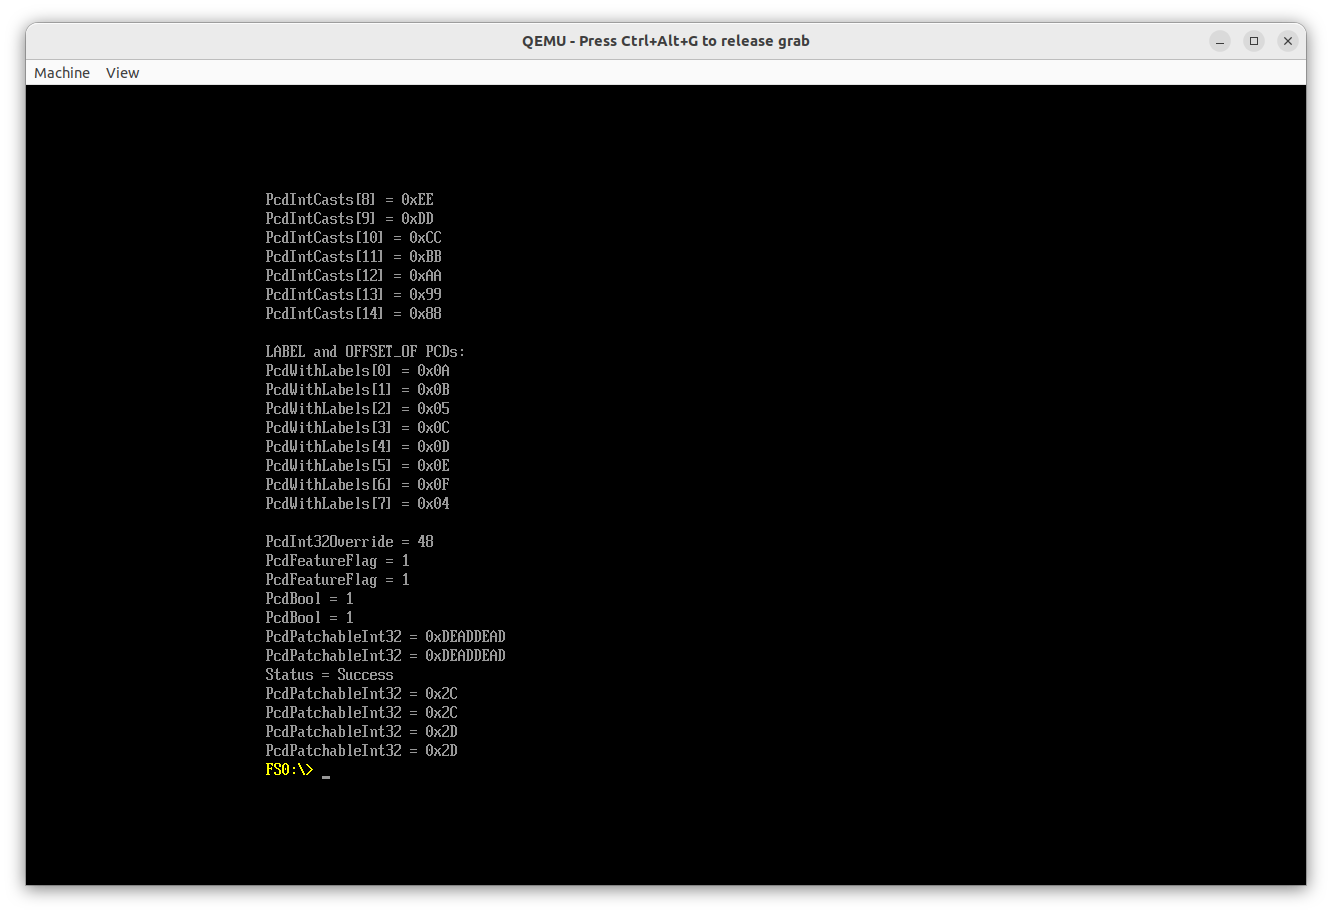 QEMU - Press Ctrl+Alt+G to release grab
Machine View
PcdIntCasts[8] = 0xEE
PcdIntCasts[9] = 0xDD
PcdIntCasts[10] = 0xCC
PcdIntCasts[11] = 0xBB
PcdIntCasts[12] = 0xAA
PcdIntCasts[13] = 0x99
PcdIntCasts[14] = 0x88
LABEL and OFFSET_OF PCDs:
PcdWithLabels[0] = 0x0A
PcdWithLabels[1] = 0x0B
PcdWithLabels[2] = 0x05
PcdWithLabels[3] = 0x0C
PcdWithLabels[4] = 0x0D
PcdWithLabels[5] = 0x0E
PcdWithLabels[6] = 0x0F
PcdWithLabels[7] = 0x04
PcdInt32Override = 48
PcdFeatureFlag = 1
PcdFeatureFlag = 1
PcdBool = 1
PcdBool = 1
PcdPatchableInt32 = 0xDEADDEAD
PcdPatchableInt32 = 0xDEADDEAD
Status = Success
PcdPatchableInt32 = 0x2C
PcdPatchableInt32 = 0x2C
PcdPatchableInt32 = 0x2D
PcdPatchableInt32 = 0x2D
FS0:\> _